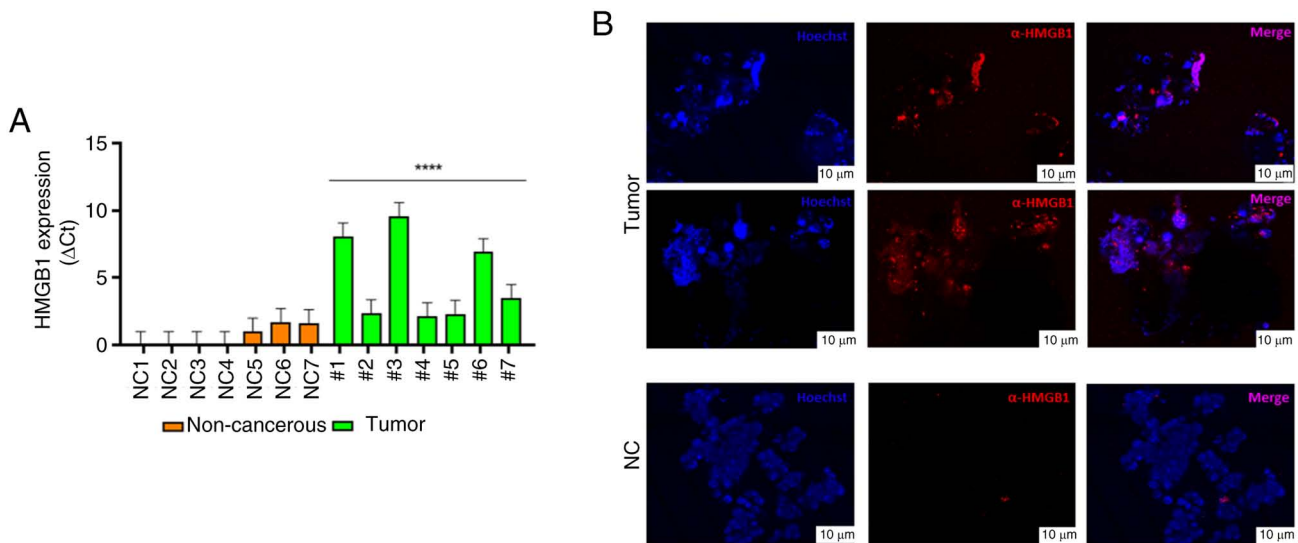 A
HMGB1 expression
(ΔCt)
15
10
5
0
****
NC1
NC2
NC3
NC4
NC5
NC6
NC7
#1
#2
#3
#4
#5
#6
#7
Non-cancerous
Tumor
B
Tumor
Hoechst
α-HMGB1
Merge
10 μm
10 μm
10 μm
Hoechst
α-HMGB1
Merge
10 μm
10 μm
10 μm
NC
Hoechst
α-HMGB1
Merge
10 μm
10 μm
10 μm